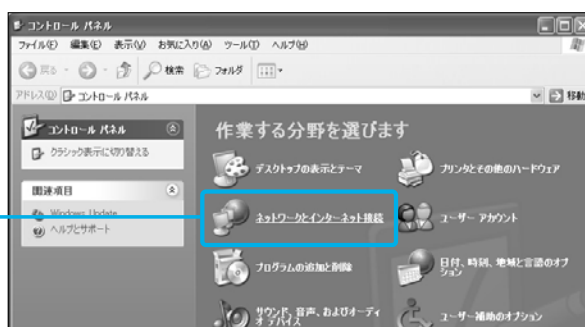 コントロール パネル
ファイル(F) 編集(E) 表示(V) お気に入り(A) ツール(T) ヘルプ(H)
戻る 検索 フォルダ
アドレス(D) コントロール パネル 移動
コントロール パネル
クラシック表示に切り替える
関連項目
Windows Update
ヘルプとサポート
作業する分野を選びます
デスクトップの表示とテーマ
プリンタとその他のハードウェア
ネットワークとインターネット接続
ユーザー アカウント
プログラムの追加と削除
日付、時刻、地域と言語のオプ
ション
サウンド、音声、およびオーディ
オ デバイス
ユーザー補助のオプション